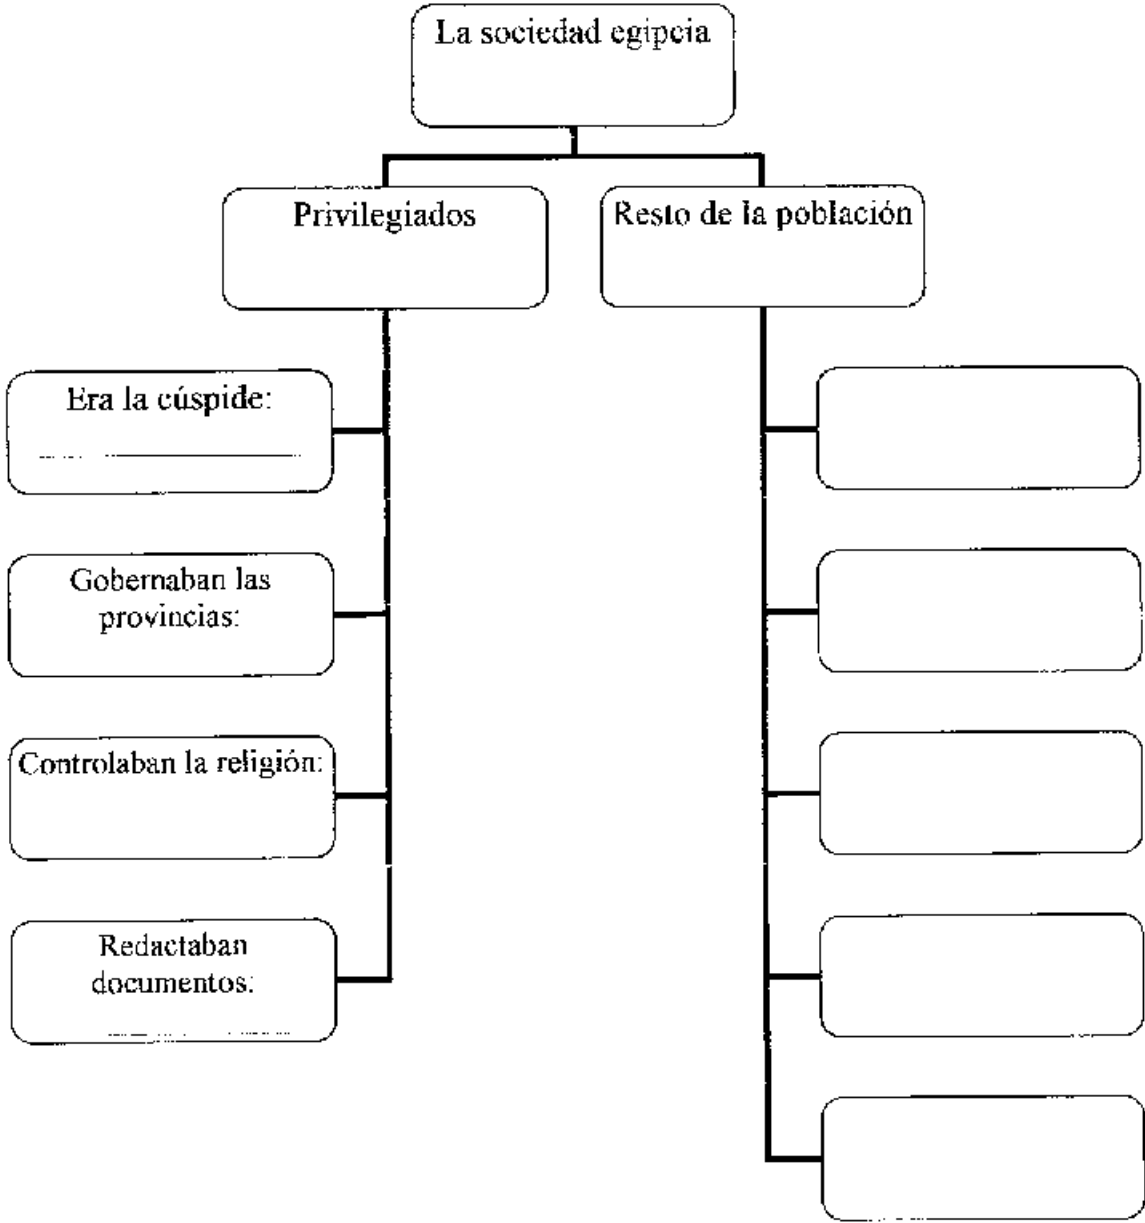 La sociedad egipcia
Privilegiados
Resto de la población
Era la cúspide:
Gobernaban las
provincias:
Controlaban la religión:
Redactaban
documentos: